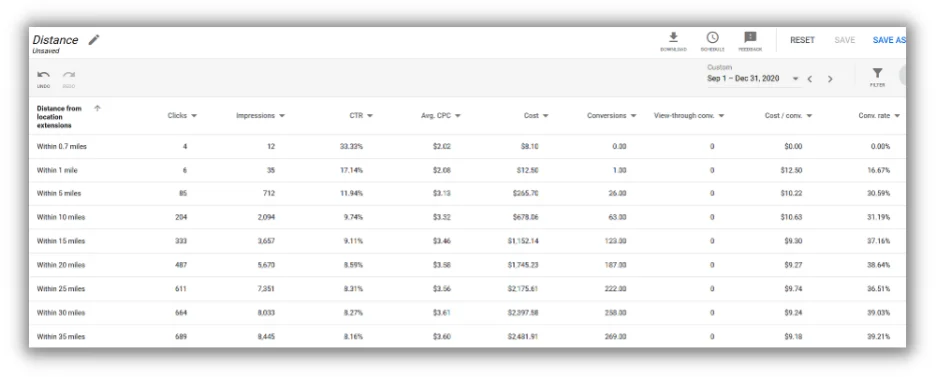 Distance
Unsaved
DOWNLOAD SCHEDULE FEEDBACK RESET SAVE SAVE AS
UNDO REDO
Custom
Sep 1 – Dec 31, 2020
FILTER
Distance from location extensions Clicks Impressions CTR Avg. CPC Cost Conversions View-through conv. Cost / conv. Conv. rate
Within 0.7 miles 4 12 33.33% $2.02 $8.10 0.00 0 $0.00 0.00%
Within 1 mile 6 35 17.14% $2.08 $12.50 1.00 0 $12.50 16.67%
Within 5 miles 85 712 11.94% $3.13 $265.70 26.00 0 $10.22 30.59%
Within 10 miles 204 2,094 9.74% $3.32 $678.06 63.00 0 $10.63 31.19%
Within 15 miles 333 3,657 9.11% $3.46 $1,152.14 123.00 0 $9.30 37.16%
Within 20 miles 487 5,670 8.59% $3.58 $1,745.23 187.00 0 $9.27 38.64%
Within 25 miles 611 7,351 8.31% $3.56 $2,175.61 222.00 0 $9.74 36.51%
Within 30 miles 664 8,033 8.27% $3.61 $2,397.58 258.00 0 $9.24 39.03%
Within 35 miles 689 8,445 8.16% $3.60 $2,481.91 269.00 0 $9.18 39.21%